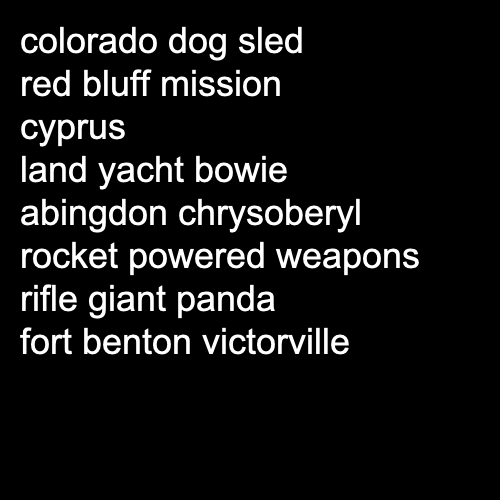 colorado dog sled
red bluff mission
cyprus
land yacht bowie
abingdon chrysoberyl
rocket powered weapons
rifle giant panda
fort benton victorville